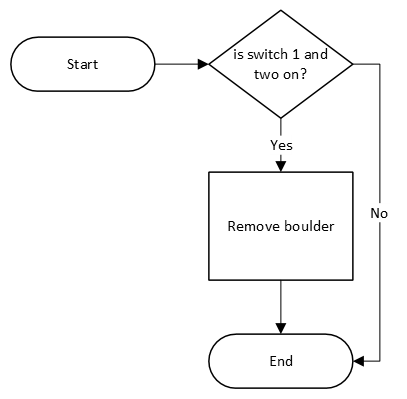 Start
is switch 1 and
two on?
Yes
Remove boulder
No
End